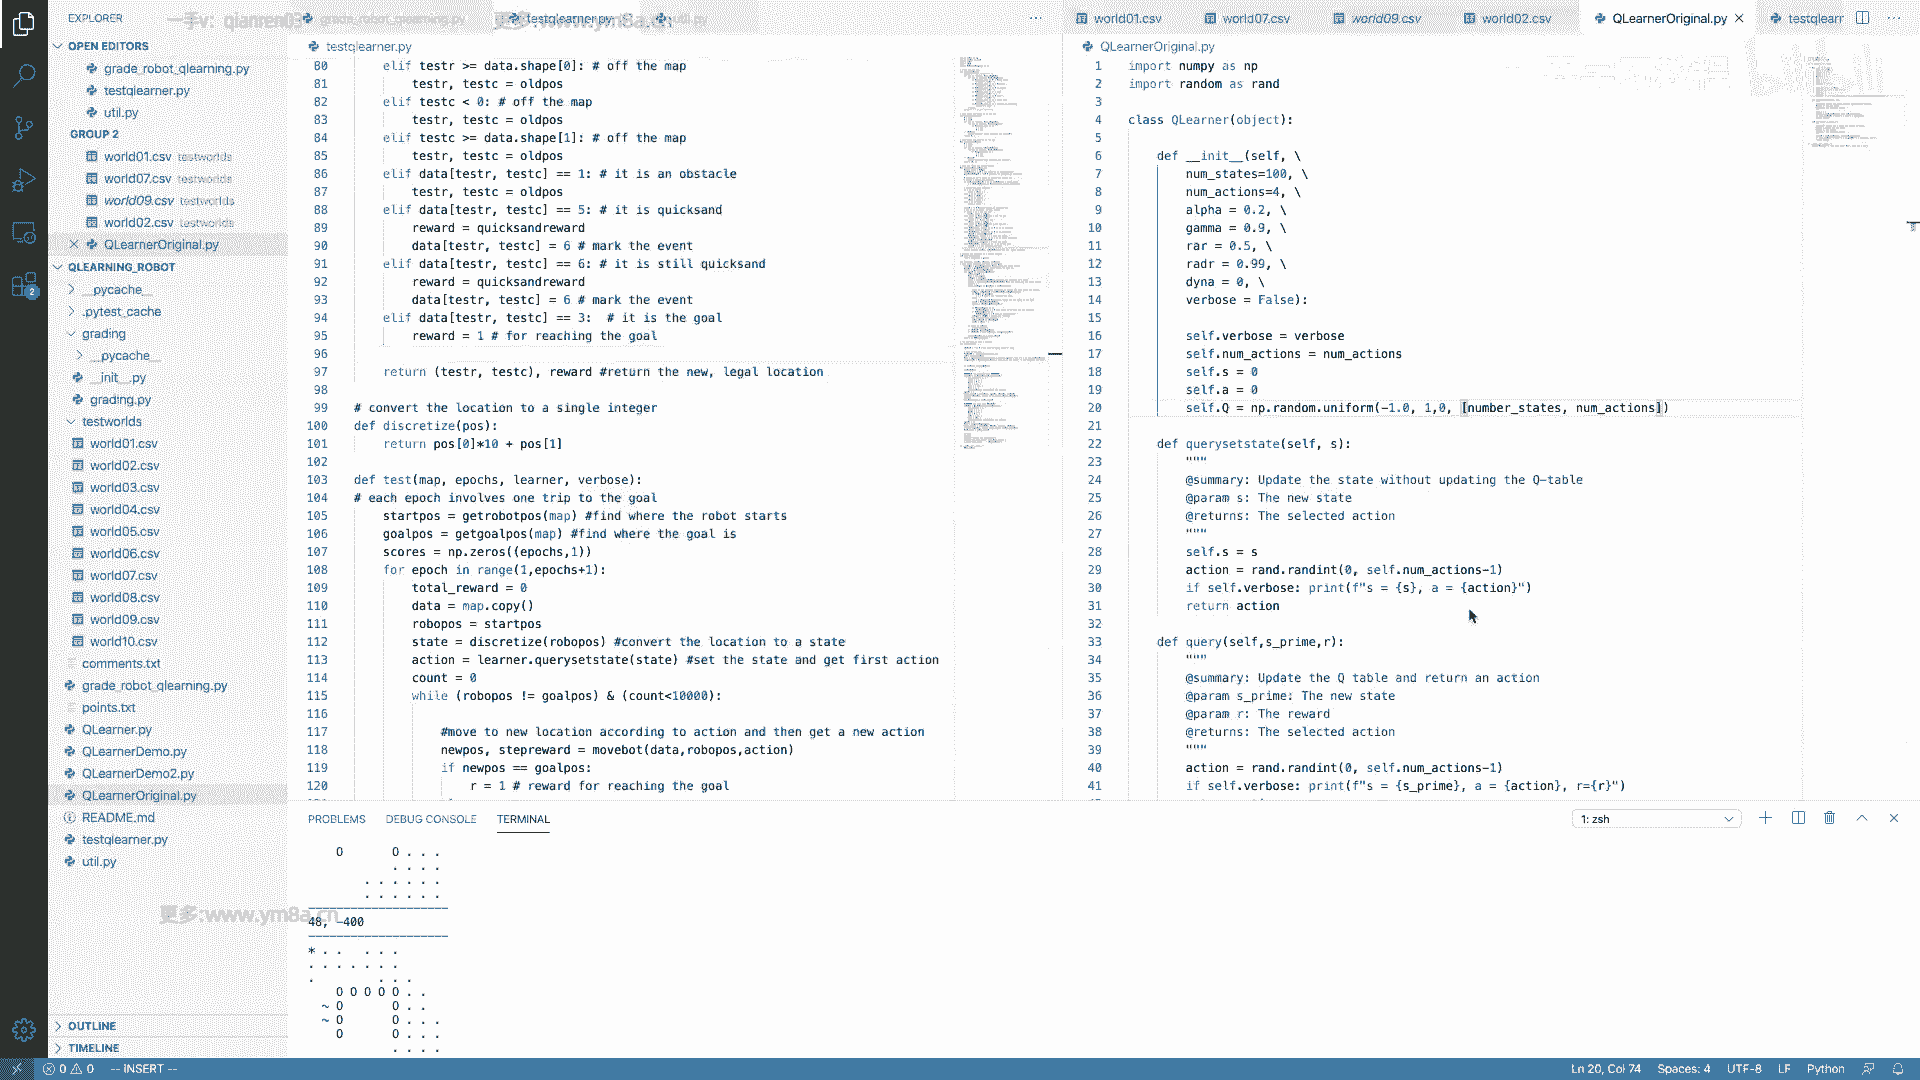 EXPLORER
OPEN EDITORS
grade_robot_qlearning.py
testqlearner.py
util.py
GROUP 2
world01.csv testworlds
world07.csv testworlds
world09.csv testworlds
world02.csv testworlds
QLearnerOriginal.py
QLEARNING_ROBOT
__pycache__
.pytest_cache
grading
__pycache__
__init__.py
grading.py
testworlds
world01.csv
world02.csv
world03.csv
world04.csv
world05.csv
world06.csv
world07.csv
world08.csv
world09.csv
world10.csv
comments.txt
grade_robot_qlearning.py
points.txt
QLearner.py
QLearnerDemo.py
QLearnerDemo2.py
QLearnerOriginal.py
README.md
testqlearner.py
util.py
OUTLINE
TIMELINE
grade_robot_qlearning.py testqlearner.py util.py
testqlearner.py
80 elif testr >= data.shape[0]: # off the map
81 testr, testc = oldpos
82 elif testc < 0: # off the map
83 testr, testc = oldpos
84 elif testc >= data.shape[1]: # off the map
85 testr, testc = oldpos
86 elif data[testr, testc] == 1: # it is an obstacle
87 testr, testc = oldpos
88 elif data[testr, testc] == 5: # it is quicksand
89 reward = quicksandreward
90 data[testr, testc] = 6 # mark the event
91 elif data[testr, testc] == 6: # it is still quicksand
92 reward = quicksandreward
93 data[testr, testc] = 6 # mark the event
94 elif data[testr, testc] == 3:  # it is the goal
95 reward = 1 # for reaching the goal
96
97 return (testr, testc), reward #return the new, legal location
98
99 # convert the location to a single integer
100 def discretize(pos):
101 return pos[0]*10 + pos[1]
102
103 def test(map, epochs, learner, verbose):
104 # each epoch involves one trip to the goal
105 startpos = getrobotpos(map) #find where the robot starts
106 goalpos = getgoalpos(map) #find where the goal is
107 scores = np.zeros((epochs,1))
108 for epoch in range(1,epochs+1):
109 total_reward = 0
110 data = map.copy()
111 robopos = startpos
112 state = discretize(robopos) #convert the location to a state
113 action = learner.querysetstate(state) #set the state and get first action
114 count = 0
115 while (robopos != goalpos) & (count<10000):
116
117 #move to new location according to action and then get a new action
118 newpos, stepreward = movebot(data,robopos,action)
119 if newpos == goalpos:
120 r = 1 # reward for reaching the goal
world01.csv world07.csv world09.csv world02.csv QLearnerOriginal.py testqlearr
QLearnerOriginal.py
1 import numpy as np
2 import random as rand
3
4 class QLearner(object):
5
6 def __init__(self, \
7 num_states=100, \
8 num_actions=4, \
9 alpha = 0.2, \
10 gamma = 0.9, \
11 rar = 0.5, \
12 radr = 0.99, \
13 dyna = 0, \
14 verbose = False):
15
16 self.verbose = verbose
17 self.num_actions = num_actions
18 self.s = 0
19 self.a = 0
20 self.Q = np.random.uniform(-1.0, 1,0, [number_states, num_actions])
21
22 def querysetstate(self, s):
23 """
24 @summary: Update the state without updating the Q-table
25 @param s: The new state
26 @returns: The selected action
27 """
28 self.s = s
29 action = rand.randint(0, self.num_actions-1)
30 if self.verbose: print(f"s = {s}, a = {action}")
31 return action
32
33 def query(self,s_prime,r):
34 """
35 @summary: Update the Q table and return an action
36 @param s_prime: The new state
37 @param r: The reward
38 @returns: The selected action
39 """
40 action = rand.randint(0, self.num_actions-1)
41 if self.verbose: print(f"s = {s_prime}, a = {action}, r={r}")
PROBLEMS DEBUG CONSOLE TERMINAL
1: zsh
O O . . .
. . . .
. . . . . .
. . . . . .
--------------------
48, -400
--------------------
* . . . . .
. . . . . . .
. . . .
O O O O O . .
~ O O . .
~ O O . . .
O O . . .
. . . .
更多:www.ym8a.cn
0 0 -- INSERT -- Ln 20, Col 74 Spaces: 4 UTF-8 LF Python